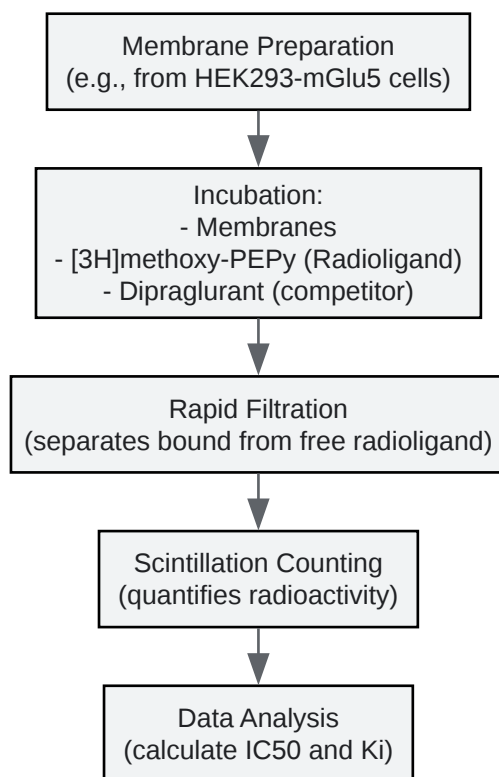 Membrane Preparation
(e.g., from HEK293-mGlu5 cells)
Incubation:
- Membranes
- [3H]methoxy-PEPy (Radioligand)
- Dipraglurant (competitor)
Rapid Filtration
(separates bound from free radioligand)
Scintillation Counting
(quantifies radioactivity)
Data Analysis
(calculate IC50 and Ki)